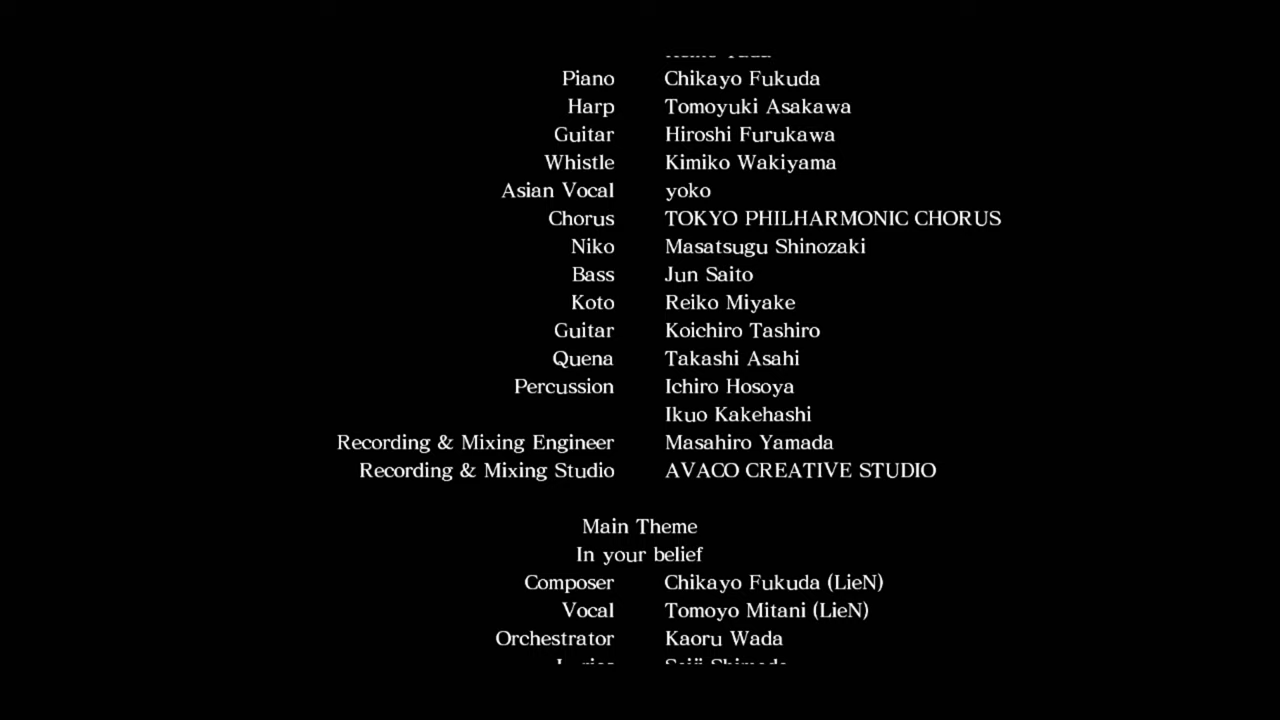 Piano Chikayo Fukuda
Harp Tomoyuki Asakawa
Guitar Hiroshi Furukawa
Whistle Kimiko Wakiyama
Asian Vocal yoko
Chorus TOKYO PHILHARMONIC CHORUS
Niko Masatsugu Shinozaki
Bass Jun Saito
Koto Reiko Miyake
Guitar Koichiro Tashiro
Quena Takashi Asahi
Percussion Ichiro Hosoya
Ikuo Kakehashi
Recording & Mixing Engineer Masahiro Yamada
Recording & Mixing Studio AVACO CREATIVE STUDIO
Main Theme
In your belief
Composer Chikayo Fukuda (LieN)
Vocal Tomoyo Mitani (LieN)
Orchestrator Kaoru Wada